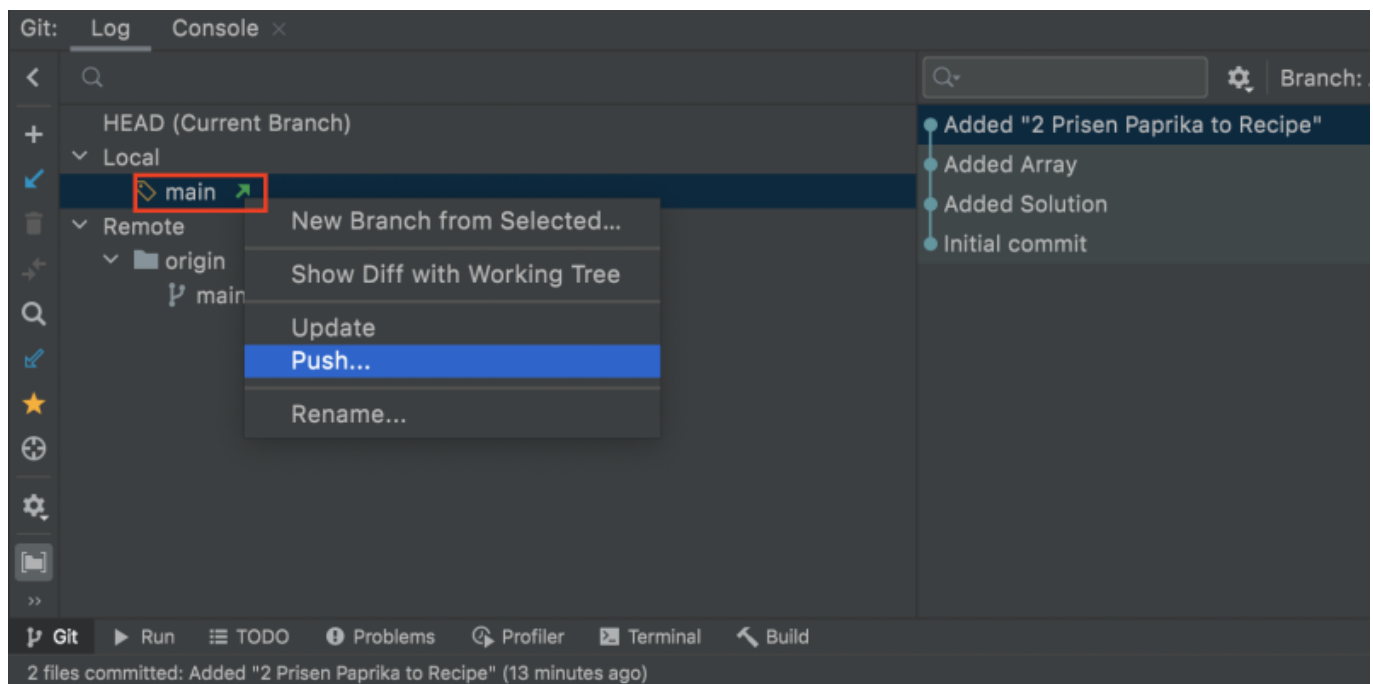 Git: Log Console
Branch:
HEAD (Current Branch)
Local
main
Remote
origin
main
New Branch from Selected...
Show Diff with Working Tree
Update
Push...
Rename...
Added "2 Prisen Paprika to Recipe"
Added Array
Added Solution
Initial commit
Git Run TODO Problems Profiler Terminal Build
2 files committed: Added "2 Prisen Paprika to Recipe" (13 minutes ago)